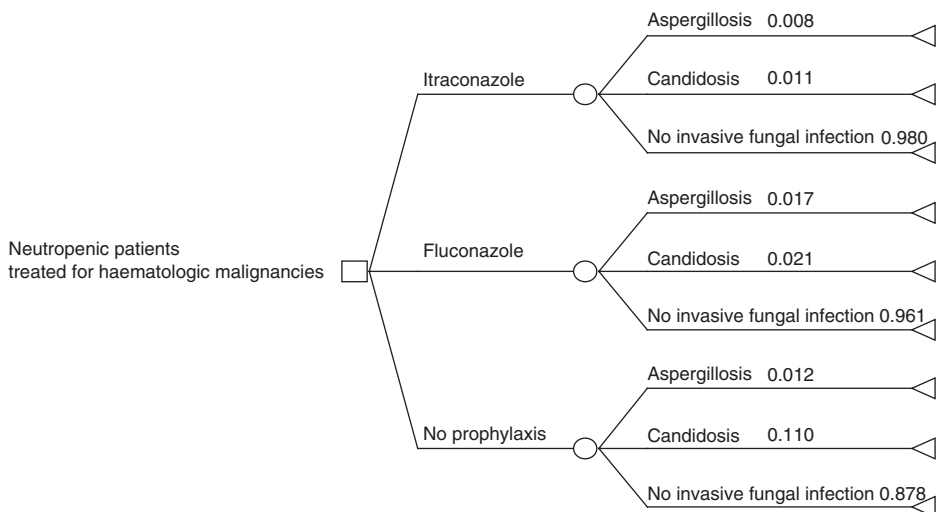 Aspergillosis 0.008
Itraconazole
Candidosis 0.011
No invasive fungal infection 0.980
Aspergillosis 0.017
Neutropenic patients
treated for haematologic malignancies
Fluconazole
Candidosis 0.021
No invasive fungal infection 0.961
Aspergillosis 0.012
No prophylaxis
Candidosis 0.110
No invasive fungal infection 0.878